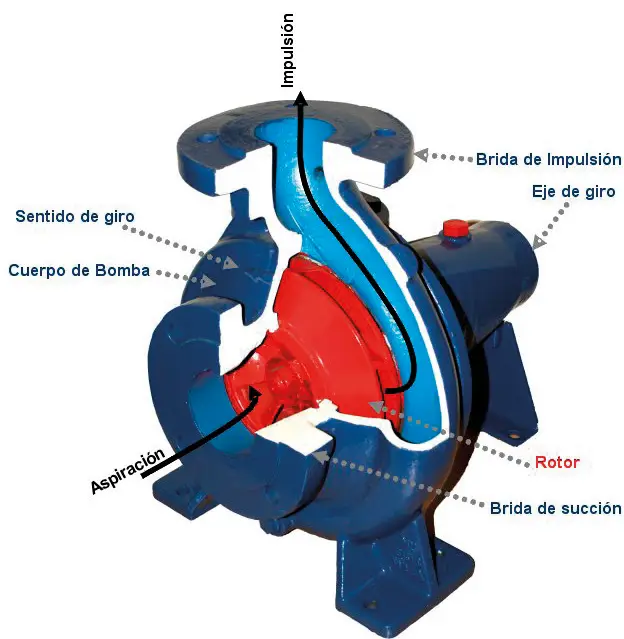 Impulsión
Brida de Impulsión
Eje de giro
Sentido de giro
Cuerpo de Bomba
Aspiración
Rotor
Brida de succión